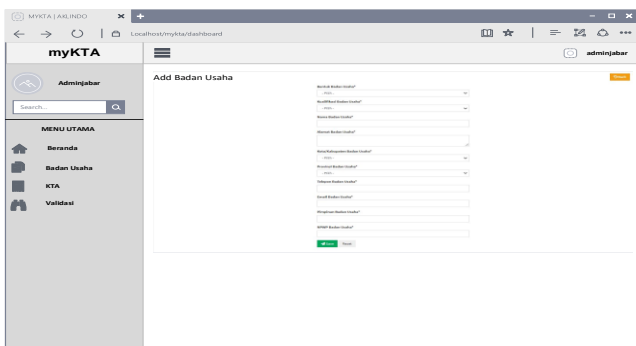 MYKTA | AKLINDO
Localhost/mykta/dashboard
myKTA
adminjabar
Adminjabar
Search...
MENU UTAMA
Beranda
Badan Usaha
KTA
Validasi
Add Badan Usaha
Reset
Bentuk Badan Usaha*
- Pilih -
Kualifikasi Badan Usaha*
- Pilih -
Nama Badan Usaha*
Alamat Badan Usaha*
Kota/Kabupaten Badan Usaha*
- Pilih -
Provinsi Badan Usaha*
- Pilih -
Telepon Badan Usaha*
Email Badan Usaha*
Pimpinan Badan Usaha*
NPWP Badan Usaha*
Save
Reset